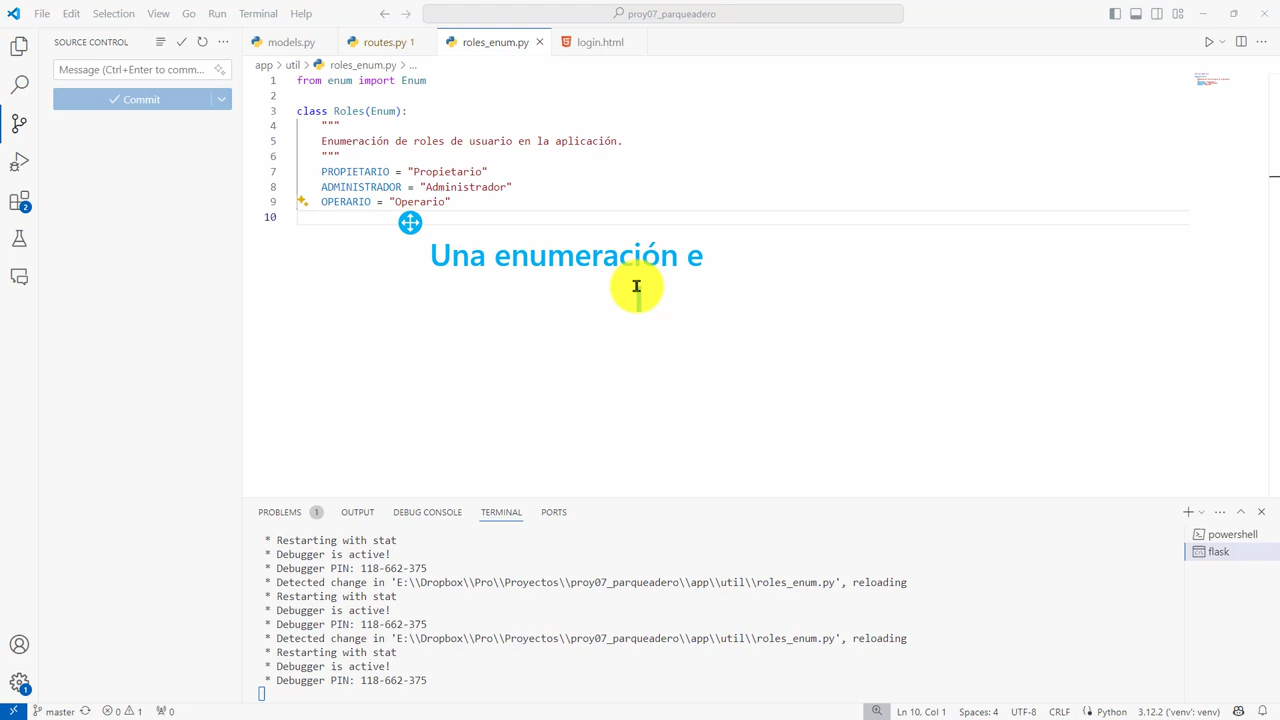 File Edit Selection View Go Run Terminal Help
proy07_parqueadero
SOURCE CONTROL
models.py
routes.py 1
roles_enum.py
login.html
Message (Ctrl+Enter to comm...
Commit
app > util > roles_enum.py > ...
1 from enum import Enum
2
3 class Roles(Enum):
4 """
5 Enumeración de roles de usuario en la aplicación.
6 """
7 PROPIETARIO = "Propietario"
8 ADMINISTRADOR = "Administrador"
9 OPERARIO = "Operario"
10
Una enumeración e
2
PROBLEMS 1 OUTPUT DEBUG CONSOLE TERMINAL PORTS
powershell
flask
* Restarting with stat
* Debugger is active!
* Debugger PIN: 118-662-375
* Detected change in 'E:\\Dropbox\\Pro\\Proyectos\\proy07_parqueadero\\app\\util\\roles_enum.py', reloading
* Restarting with stat
* Debugger is active!
* Debugger PIN: 118-662-375
* Detected change in 'E:\\Dropbox\\Pro\\Proyectos\\proy07_parqueadero\\app\\util\\roles_enum.py', reloading
* Restarting with stat
* Debugger is active!
* Debugger PIN: 118-662-375
1
master 0 1 0 Ln 10, Col 1 Spaces: 4 UTF-8 CRLF Python 3.12.2 ('venv': venv)